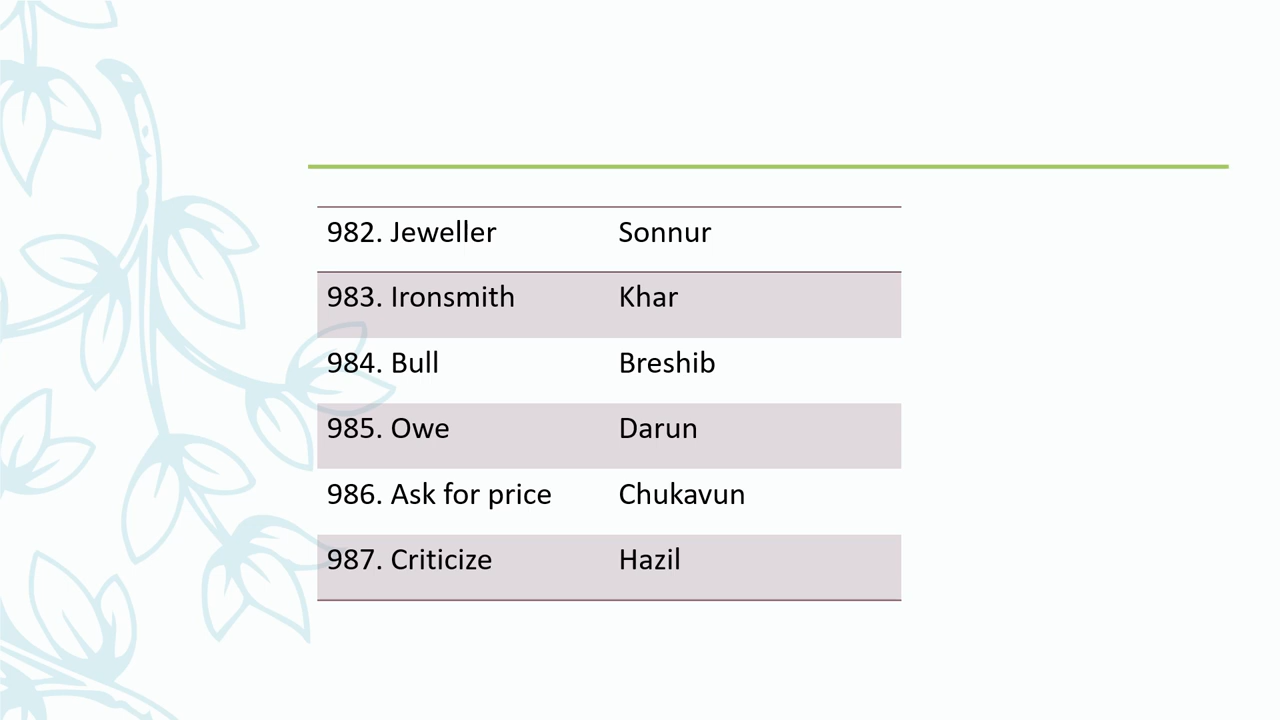 982. Jeweller Sonnur
983. Ironsmith Khar
984. Bull Breshib
985. Owe Darun
986. Ask for price Chukavun
987. Criticize Hazil